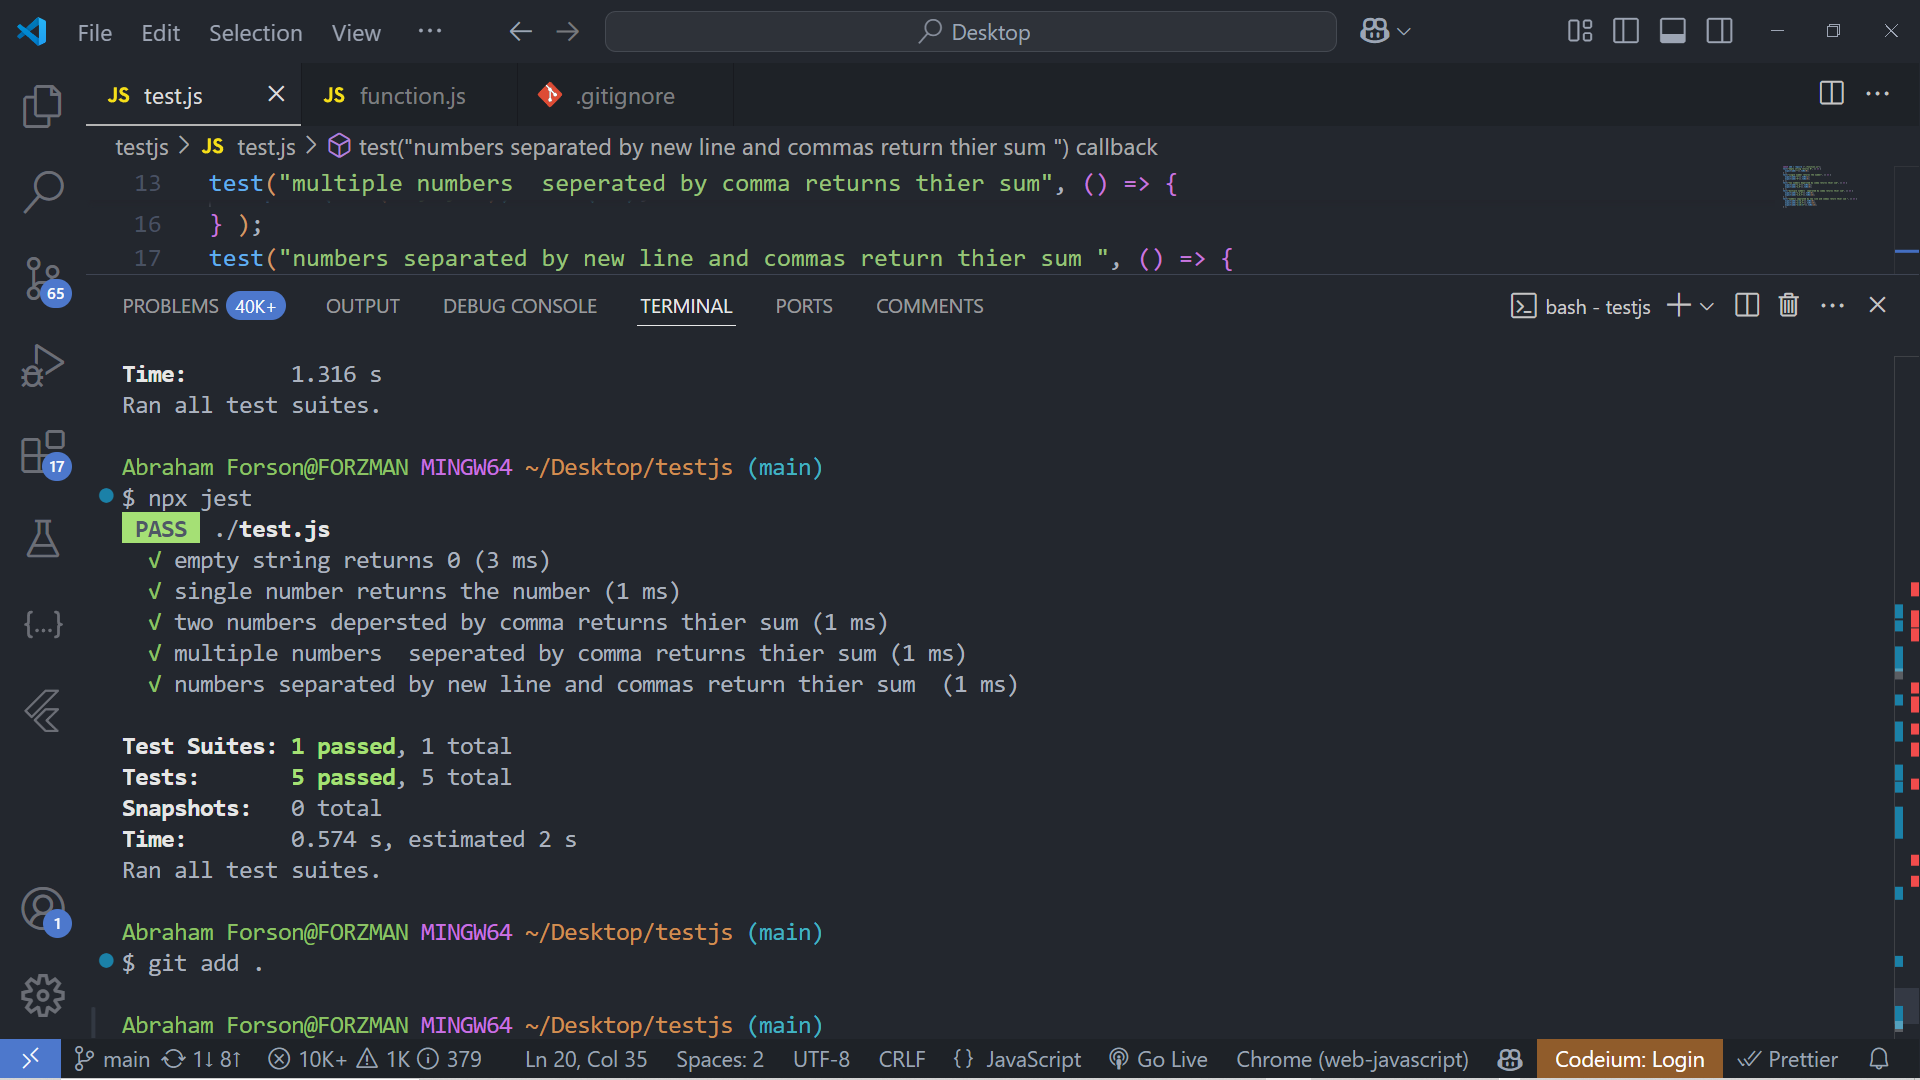 File Edit Selection View ··· Desktop
JS test.js JS function.js .gitignore
testjs > JS test.js > test("numbers separated by new line and commas return thier sum ") callback
13 test("multiple numbers  seperated by comma returns thier sum", () => {
16 } );
17 test("numbers separated by new line and commas return thier sum ", () => {
65
PROBLEMS 40K+ OUTPUT DEBUG CONSOLE TERMINAL PORTS COMMENTS bash - testjs
Time: 1.316 s
Ran all test suites.
17
Abraham Forson@FORZMAN MINGW64 ~/Desktop/testjs (main)
$ npx jest
PASS ./test.js
√ empty string returns 0 (3 ms)
√ single number returns the number (1 ms)
√ two numbers depersted by comma returns thier sum (1 ms)
√ multiple numbers  seperated by comma returns thier sum (1 ms)
√ numbers separated by new line and commas return thier sum  (1 ms)
Test Suites: 1 passed, 1 total
Tests: 5 passed, 5 total
Snapshots: 0 total
Time: 0.574 s, estimated 2 s
Ran all test suites.
1
Abraham Forson@FORZMAN MINGW64 ~/Desktop/testjs (main)
$ git add .
Abraham Forson@FORZMAN MINGW64 ~/Desktop/testjs (main)
main 1↓ 8↑ 10K+ 1K 379 Ln 20, Col 35 Spaces: 2 UTF-8 CRLF {} JavaScript Go Live Chrome (web-javascript) Codeium: Login Prettier